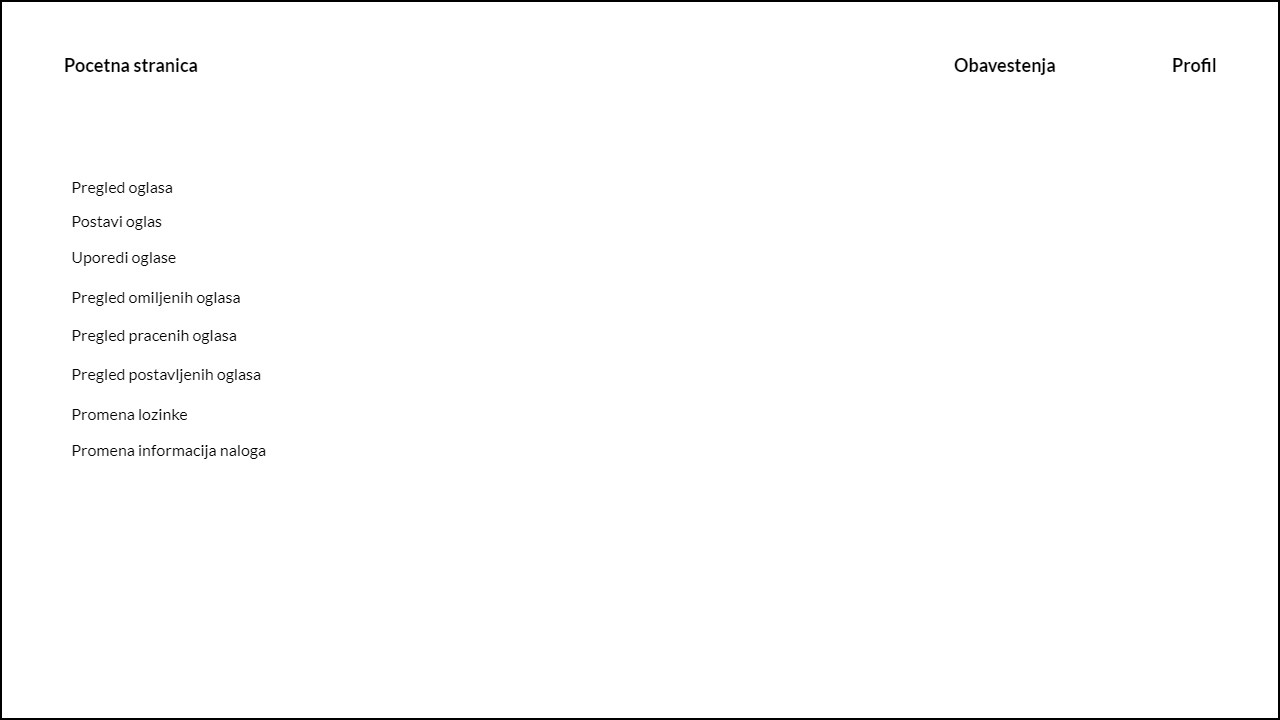 Pocetna stranica Obavestenja Profil
Pregled oglasa
Postavi oglas
Uporedi oglase
Pregled omiljenih oglasa
Pregled pracenih oglasa
Pregled postavljenih oglasa
Promena lozinke
Promena informacija naloga